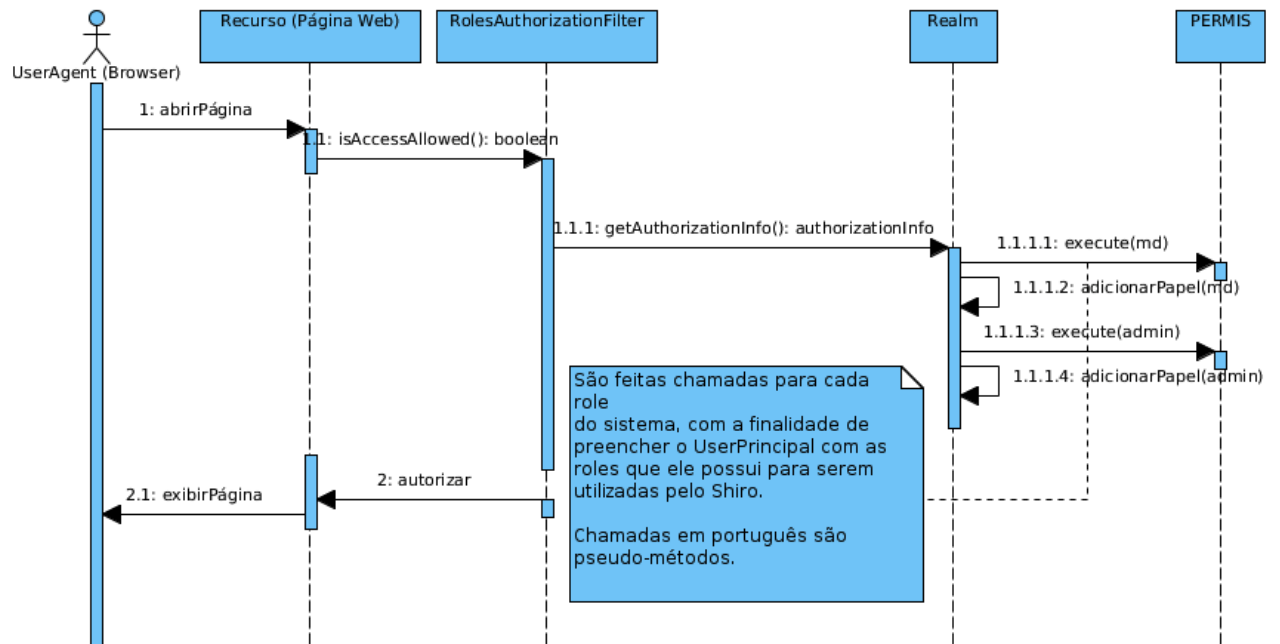 Recurso (Página Web)
RolesAuthorizationFilter
Realm
PERMIS
UserAgent (Browser)
1: abrirPágina
1.1: isAccessAllowed(): boolean
1.1.1: getAuthorizationInfo(): authorizationInfo
1.1.1.1: execute(md)
1.1.1.2: adicionarPapel(md)
1.1.1.3: execute(admin)
1.1.1.4: adicionarPapel(admin)
São feitas chamadas para cada
role
do sistema, com a finalidade de
preencher o UserPrincipal com as
roles que ele possui para serem
utilizadas pelo Shiro.
Chamadas em português são
pseudo-métodos.
2: autorizar
2.1: exibirPágina